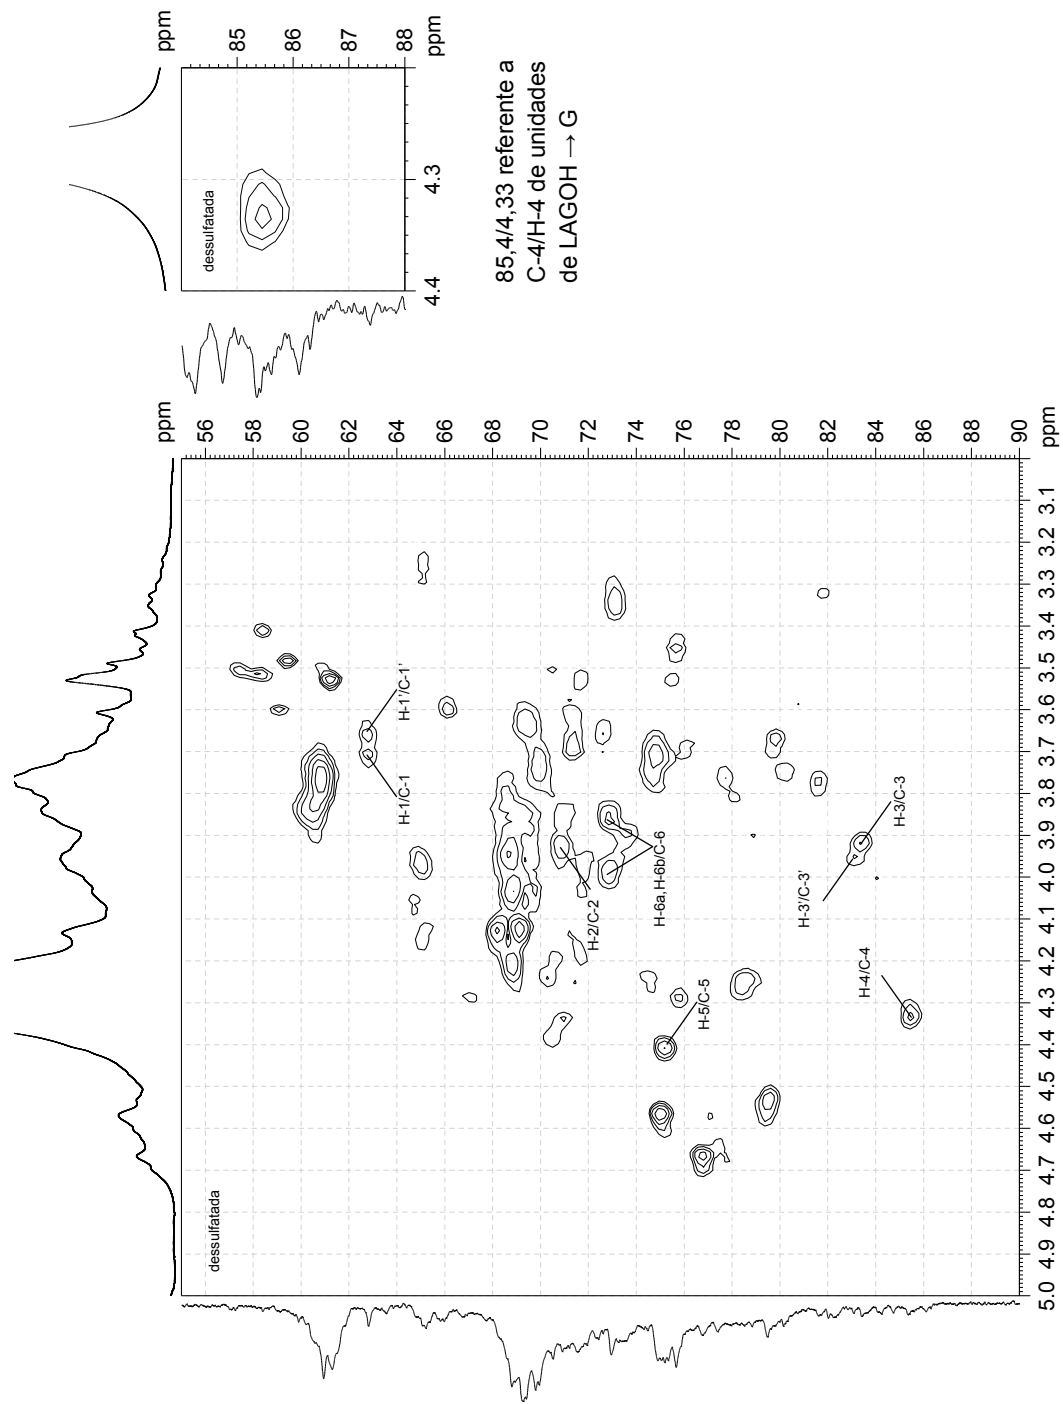 ppm
85
86
87
88
ppm
dessulfatada
4.3
4.4
85,4/4,33 referente a
C-4/H-4 de unidades
de LAGOH → G
ppm
56
58
60
62
64
66
68
70
72
74
76
78
80
82
84
86
88
90
ppm
3.1
3.2
3.3
3.4
3.5
3.6
3.7
3.8
3.9
4.0
4.1
4.2
4.3
4.4
4.5
4.6
4.7
4.8
4.9
5.0
H-1'/C-1'
H-1/C-1
H-2/C-2
H-6a,H-6b/C-6
H-3/C-3
H-3'/C-3'
H-4/C-4
H-5/C-5
dessulfatada